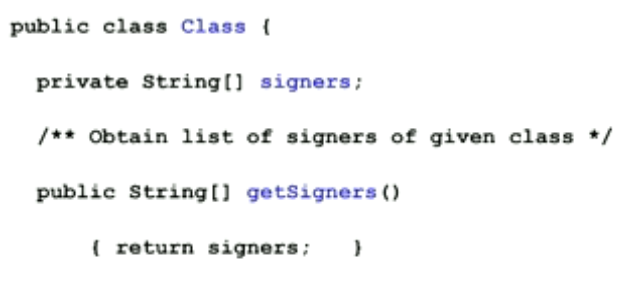 public class Class {
private String[] signers;
/** Obtain list of signers of given class */
public String[] getSigners()
{ return signers; }